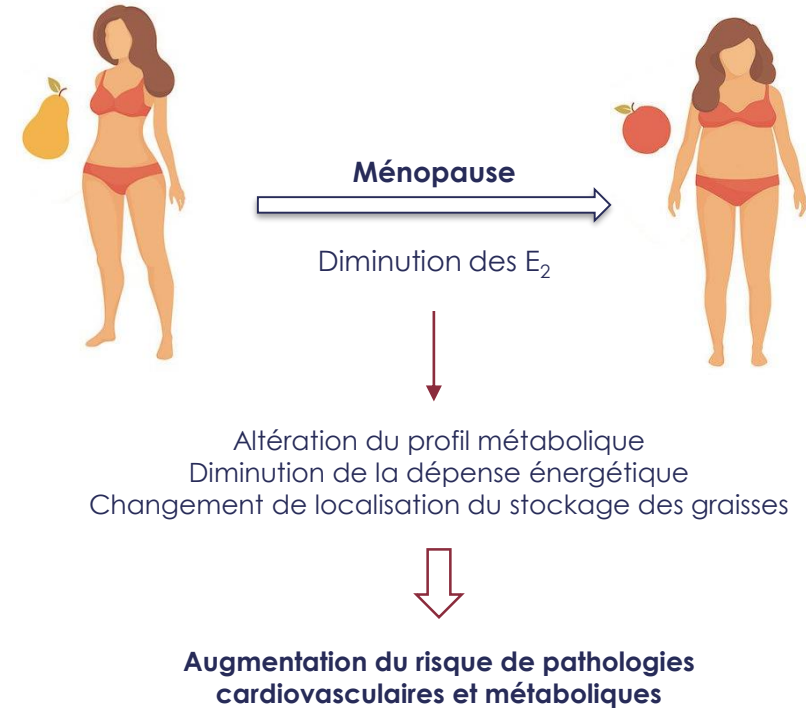 Ménopause
Diminution des E₂
Altération du profil métabolique
Diminution de la dépense énergétique
Changement de localisation du stockage des graisses
Augmentation du risque de pathologies
cardiovasculaires et métaboliques